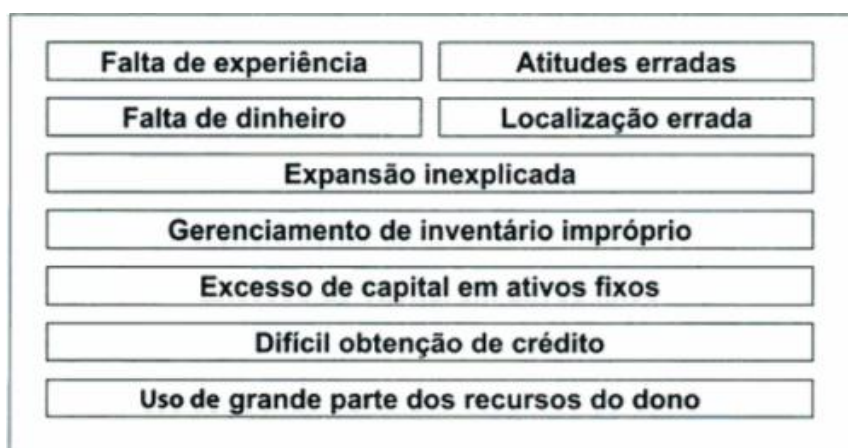 Falta de experiência
Atitudes erradas
Falta de dinheiro
Localização errada
Expansão inexplicada
Gerenciamento de inventário impróprio
Excesso de capital em ativos fixos
Difícil obtenção de crédito
Uso de grande parte dos recursos do dono